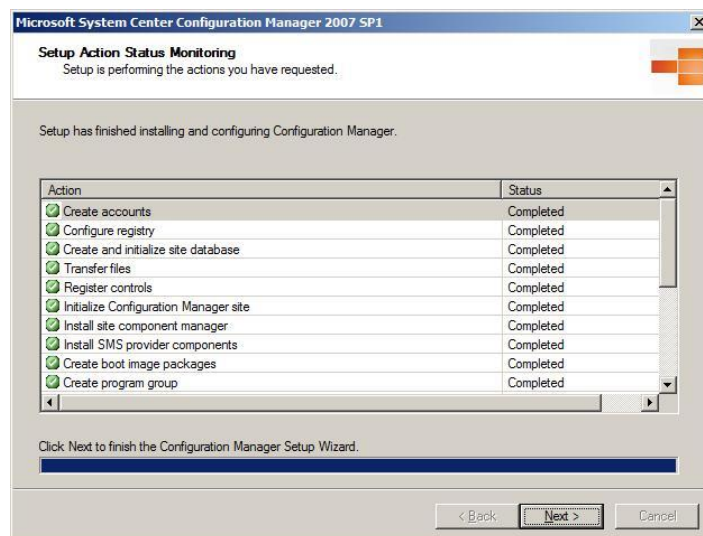 Microsoft System Center Configuration Manager 2007 SP1
Setup Action Status Monitoring
Setup is performing the actions you have requested.
Setup has finished installing and configuring Configuration Manager.
Action Status
Create accounts Completed
Configure registry Completed
Create and initialize site database Completed
Transfer files Completed
Register controls Completed
Initialize Configuration Manager site Completed
Install site component manager Completed
Install SMS provider components Completed
Create boot image packages Completed
Create program group Completed
Click Next to finish the Configuration Manager Setup Wizard.
< Back Next > Cancel